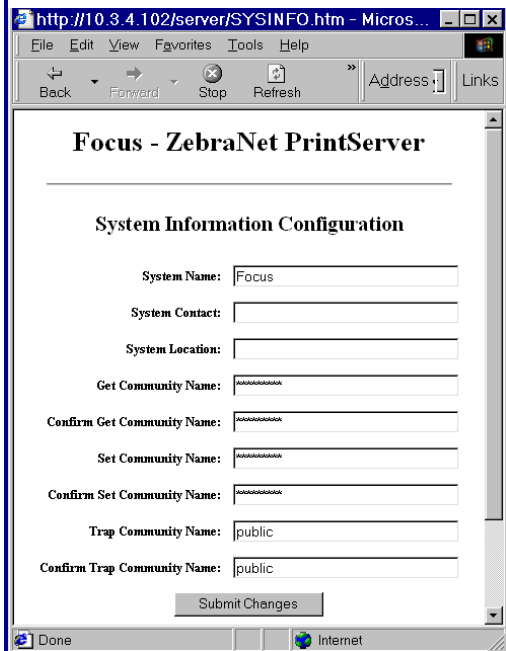 http://10.3.4.102/server/SYSINFO.htm - Micros...
File Edit View Favorites Tools Help
Back Forward Stop Refresh » Address Links
Focus - ZebraNet PrintServer
System Information Configuration
System Name: Focus
System Contact:
System Location:
Get Community Name: *********
Confirm Get Community Name: *********
Set Community Name: *********
Confirm Set Community Name: *********
Trap Community Name: public
Confirm Trap Community Name: public
Submit Changes
Done Internet